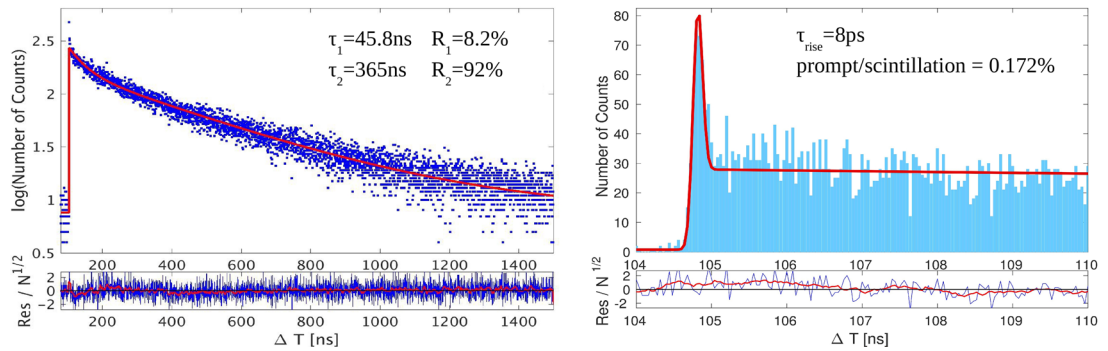 log(Number of Counts)
2.5
2
1.5
1
0.5
τ1=45.8ns R1=8.2%
τ2=365ns R2=92%
200 400 600 800 1000 1200 1400
Res / N^1/2
2
0
-2
200 400 600 800 1000 1200 1400
Δ T [ns]
Number of Counts
80
70
60
50
40
30
20
10
0
τrise=8ps
prompt/scintillation = 0.172%
104 105 106 107 108 109 110
Res / N^1/2
2
0
-2
104 105 106 107 108 109 110
Δ T [ns]